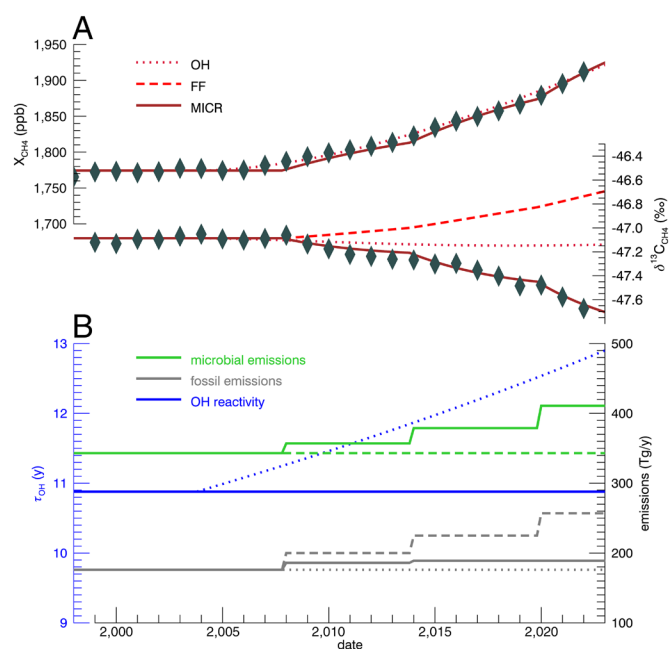 A
1,950
1,900
1,850
1,800
1,750
1,700
X_CH4 (ppb)
OH
FF
MICR
-46.4
-46.6
-46.8
-47.0
-47.2
-47.4
-47.6
δ¹³C_CH4 (‰)
B
13
12
11
10
9
τ_OH (y)
microbial emissions
fossil emissions
OH reactivity
500
400
300
200
100
emissions (Tg/y)
2,000 2,005 2,010 2,015 2,020
date